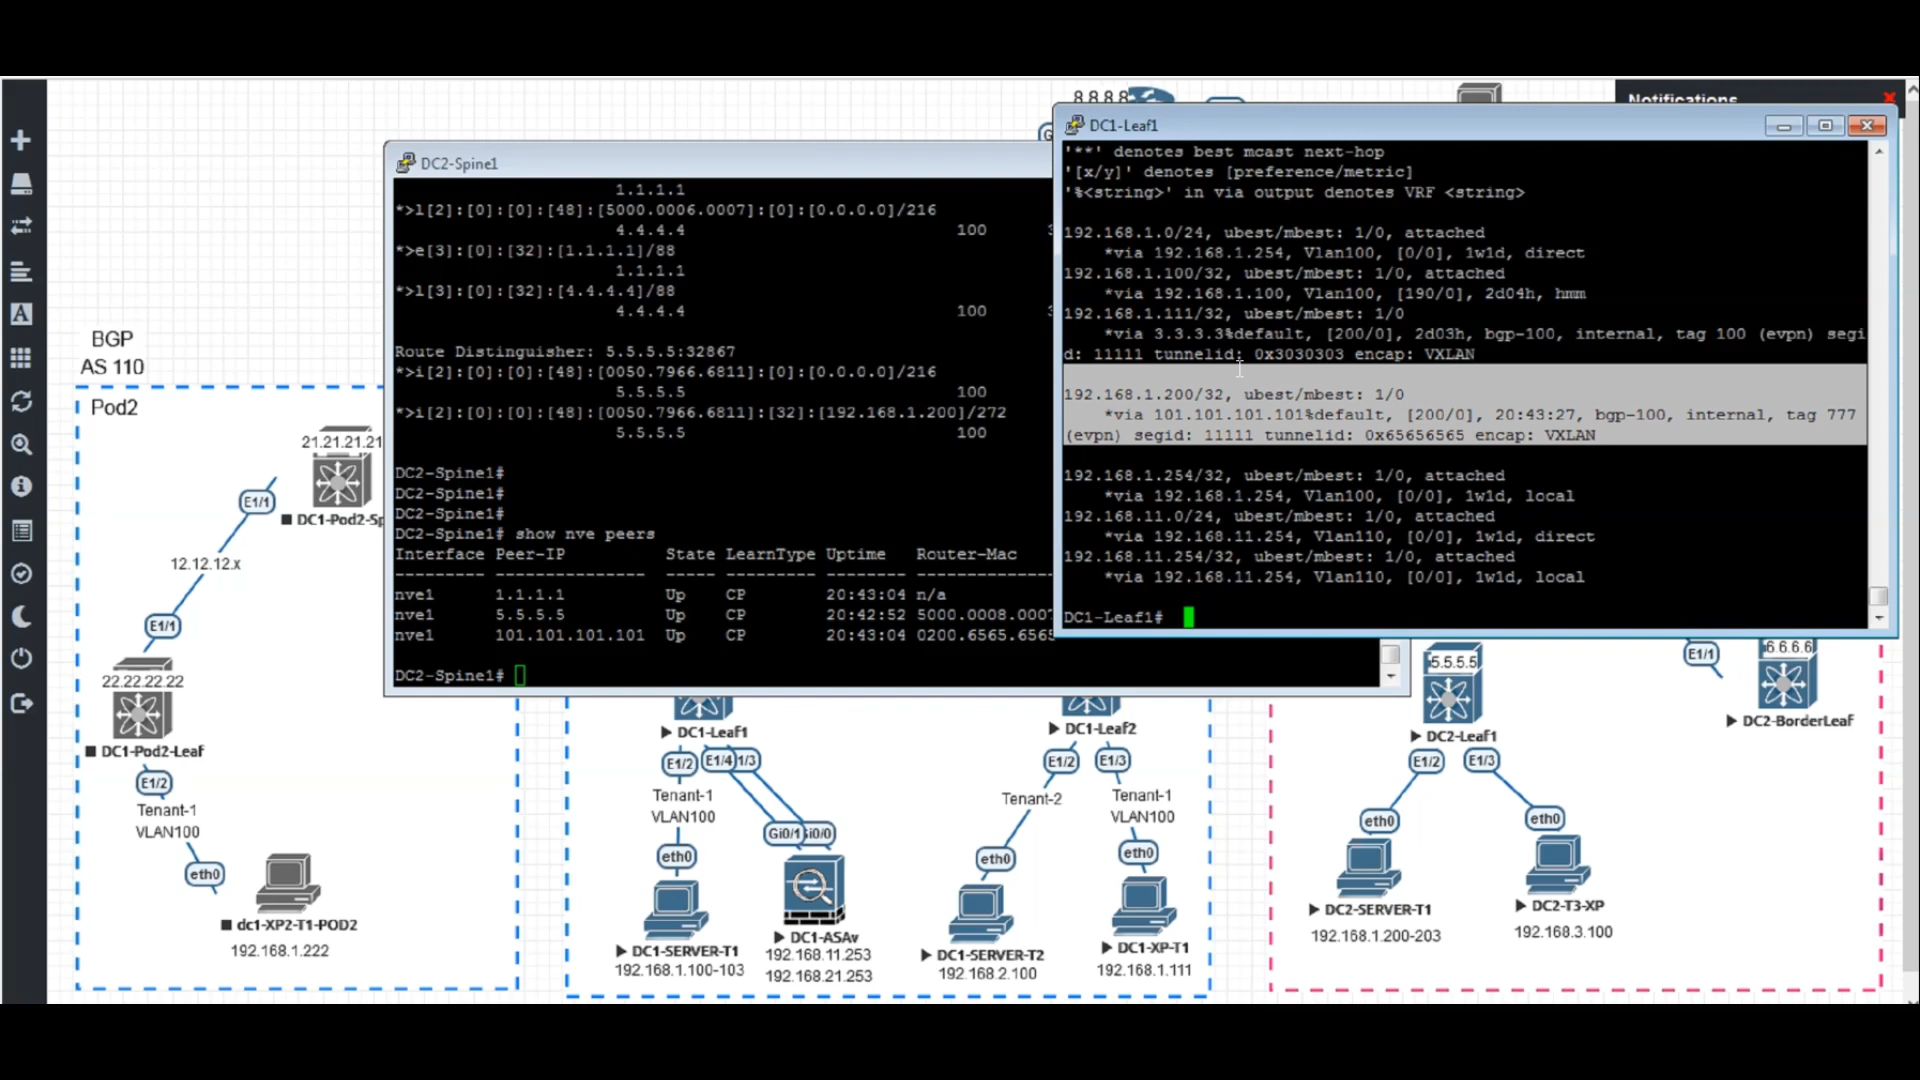 8.8.8.8
Notifications
DC1-Leaf1
'**' denotes best mcast next-hop
'[x/y]' denotes [preference/metric]
'%<string>' in via output denotes VRF <string>
192.168.1.0/24, ubest/mbest: 1/0, attached
*via 192.168.1.254, Vlan100, [0/0], 1w1d, direct
192.168.1.100/32, ubest/mbest: 1/0, attached
*via 192.168.1.100, Vlan100, [190/0], 2d04h, hmm
192.168.1.111/32, ubest/mbest: 1/0
*via 3.3.3.3%default, [200/0], 2d03h, bgp-100, internal, tag 100 (evpn) segi
d: 11111 tunnelid: 0x3030303 encap: VXLAN
192.168.1.200/32, ubest/mbest: 1/0
*via 101.101.101.101%default, [200/0], 20:43:27, bgp-100, internal, tag 777
(evpn) segid: 11111 tunnelid: 0x65656565 encap: VXLAN
192.168.1.254/32, ubest/mbest: 1/0, attached
*via 192.168.1.254, Vlan100, [0/0], 1w1d, local
192.168.11.0/24, ubest/mbest: 1/0, attached
*via 192.168.11.254, Vlan110, [0/0], 1w1d, direct
192.168.11.254/32, ubest/mbest: 1/0, attached
*via 192.168.11.254, Vlan110, [0/0], 1w1d, local
DC1-Leaf1#
DC2-Spine1
1.1.1.1
*>l[2]:[0]:[0]:[48]:[5000.0006.0007]:[0]:[0.0.0.0]/216
4.4.4.4 100
*>e[3]:[0]:[32]:[1.1.1.1]/88
1.1.1.1
*>l[3]:[0]:[32]:[4.4.4.4]/88
4.4.4.4 100
Route Distinguisher: 5.5.5.5:32867
*>i[2]:[0]:[0]:[48]:[0050.7966.6811]:[0]:[0.0.0.0]/216
5.5.5.5 100
*>i[2]:[0]:[0]:[48]:[0050.7966.6811]:[32]:[192.168.1.200]/272
5.5.5.5 100
DC2-Spine1#
DC2-Spine1#
DC2-Spine1#
DC2-Spine1# show nve peers
Interface Peer-IP State LearnType Uptime Router-Mac
--------- --------------- ----- --------- -------- -----------------
nve1 1.1.1.1 Up CP 20:43:04 n/a
nve1 5.5.5.5 Up CP 20:42:52 5000.0008.0007
nve1 101.101.101.101 Up CP 20:43:04 0200.6565.6565
DC2-Spine1#
BGP
AS 110
Pod2
21.21.21.21
E1/1
DC1-Pod2-Sp
12.12.12.x
E1/1
22.22.22.22
DC1-Pod2-Leaf
E1/2
Tenant-1
VLAN100
eth0
dc1-XP2-T1-POD2
192.168.1.222
DC1-Leaf1
E1/2 E1/4 1/3
Tenant-1
VLAN100
Gi0/1 Gi0/0
eth0
DC1-SERVER-T1
192.168.1.100-103
DC1-ASAv
192.168.11.253
192.168.21.253
DC1-Leaf2
E1/2 E1/3
Tenant-2
Tenant-1
VLAN100
eth0
eth0
DC1-SERVER-T2
192.168.2.100
DC1-XP-T1
192.168.1.111
5.5.5.5
DC2-Leaf1
E1/2 E1/3
eth0
eth0
DC2-SERVER-T1
192.168.1.200-203
DC2-T3-XP
192.168.3.100
E1/1
6.6.6.6
DC2-BorderLeaf